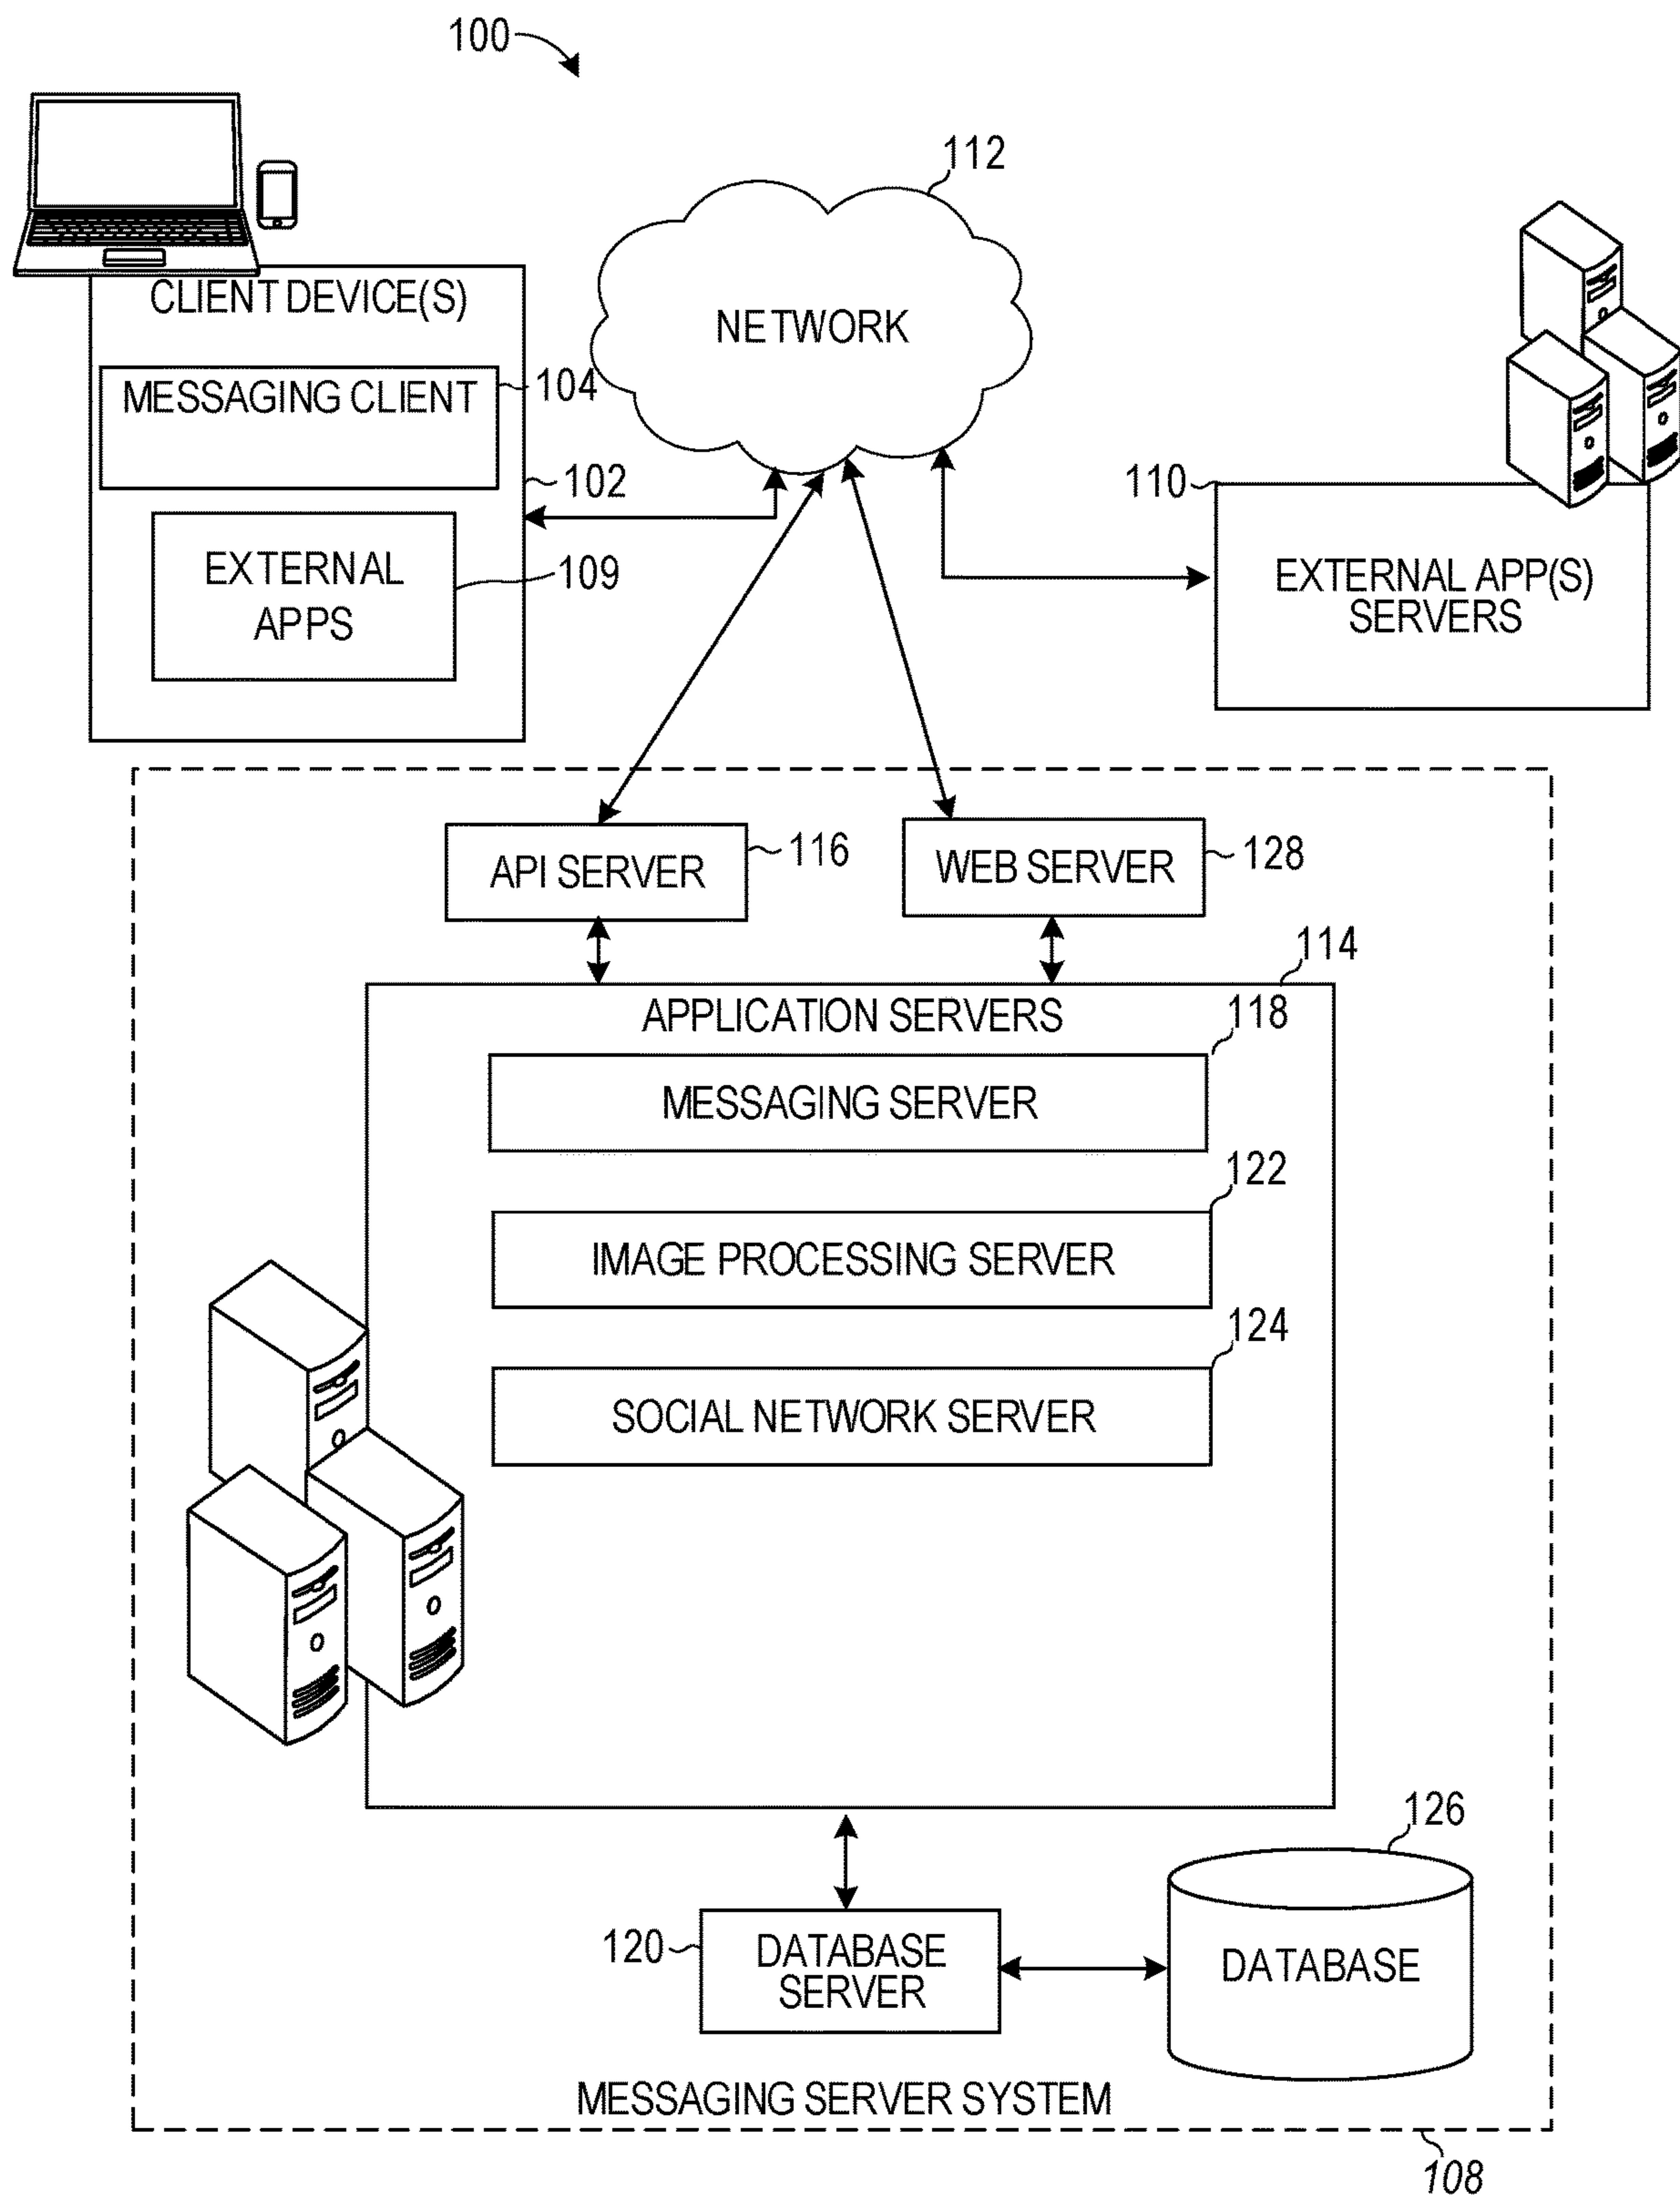 100
112
CLIENT DEVICE(S)
NETWORK
MESSAGING CLIENT
104
102
110
EXTERNAL
APPS
109
EXTERNAL APP(S)
SERVERS
API SERVER
116
WEB SERVER
128
114
APPLICATION SERVERS
118
MESSAGING SERVER
122
IMAGE PROCESSING SERVER
124
SOCIAL NETWORK SERVER
126
120
DATABASE
SERVER
DATABASE
MESSAGING SERVER SYSTEM
108